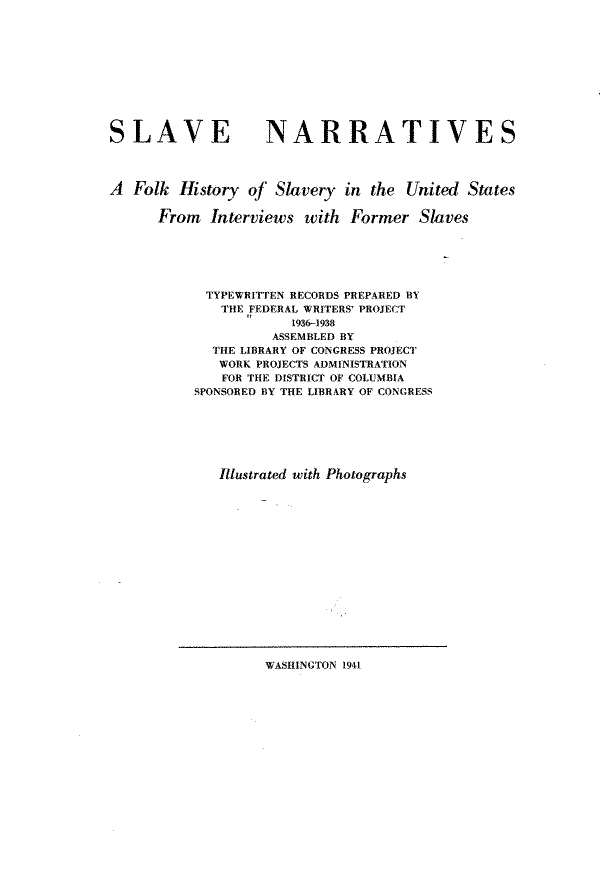 SLAVE NARRATIVES
A Folk History of Slavery in the United States
From Interviews with Former Slaves
TYPEWRITTEN RECORDS PREPARED BY
THE FEDERAL WRITERS' PROJECT
1936–1938
ASSEMBLED BY
THE LIBRARY OF CONGRESS PROJECT
WORK PROJECTS ADMINISTRATION
FOR THE DISTRICT OF COLUMBIA
SPONSORED BY THE LIBRARY OF CONGRESS
Illustrated with Photographs
WASHINGTON 1941